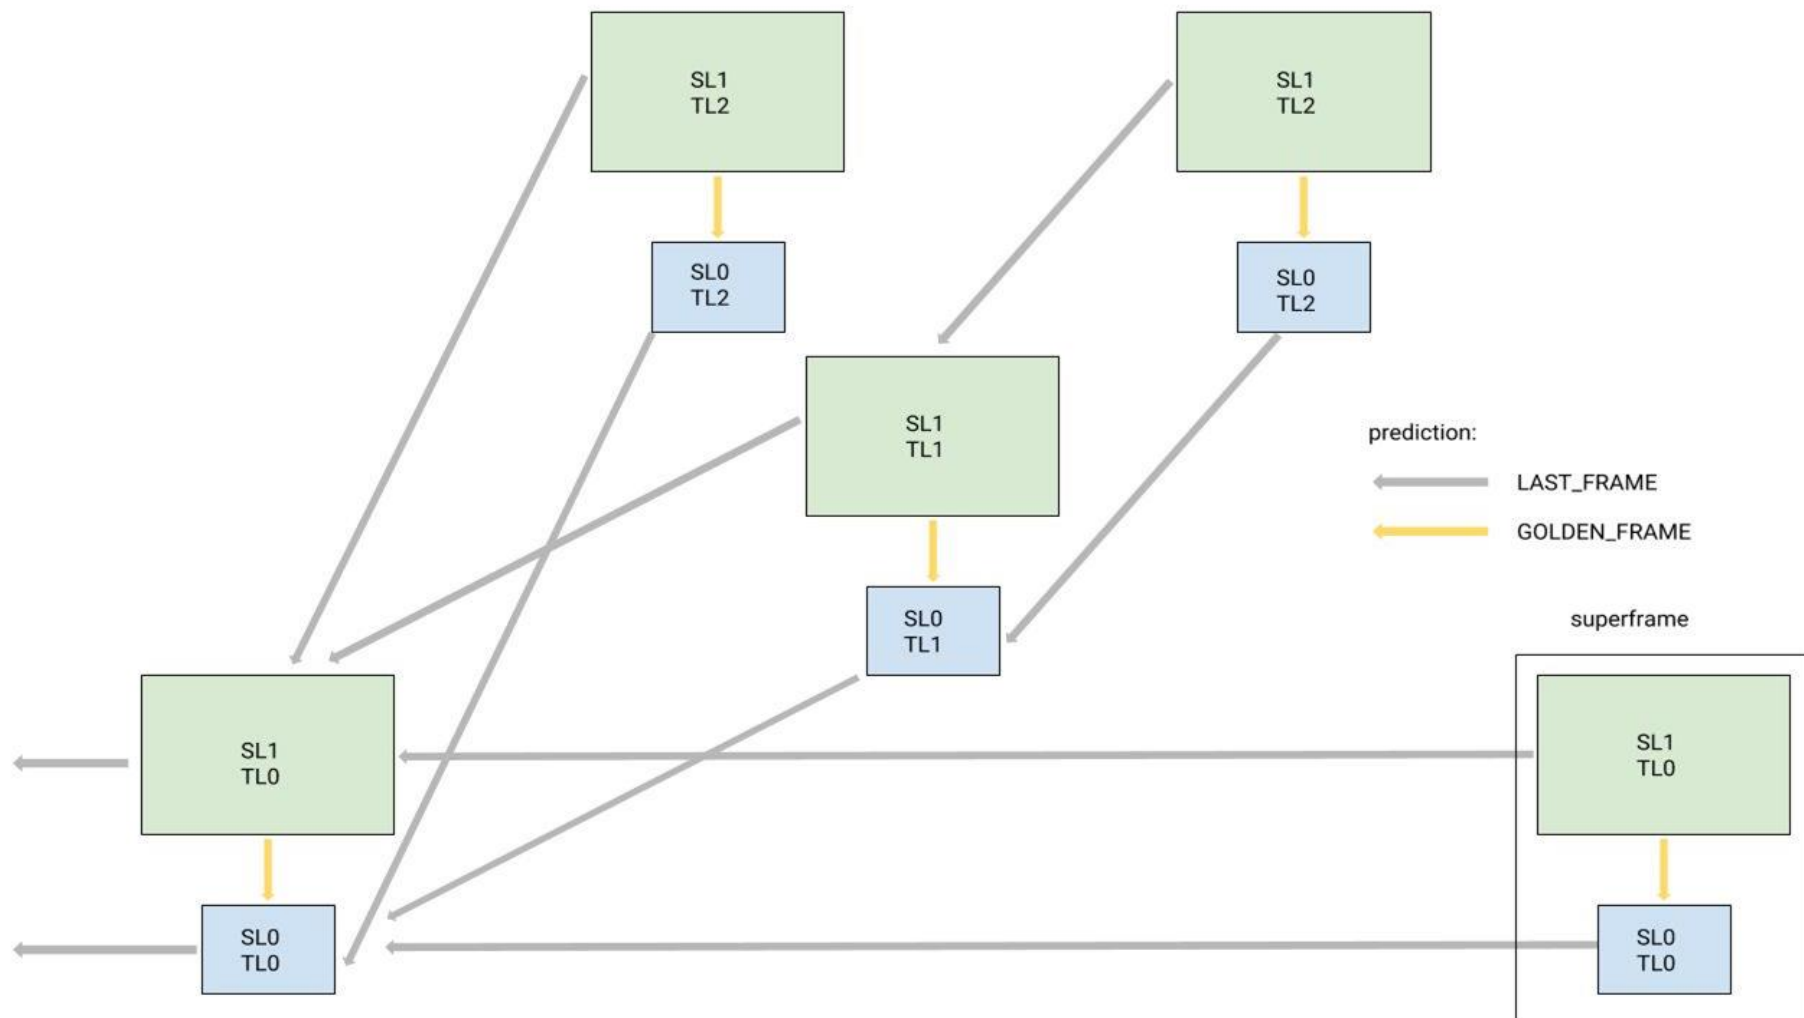 SL1
TL2
SL1
TL2
SL0
TL2
SL0
TL2
SL1
TL1
prediction:
LAST_FRAME
GOLDEN_FRAME
SL0
TL1
superframe
SL1
TL0
SL1
TL0
SL0
TL0
SL0
TL0